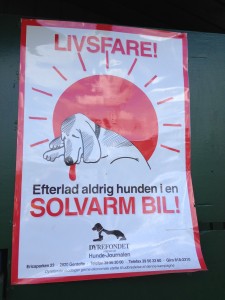 LIVSFARE!
Efterlad aldrig hunden i en
SOLVARM BIL!
DYREFONDET
Hunde-Journalen